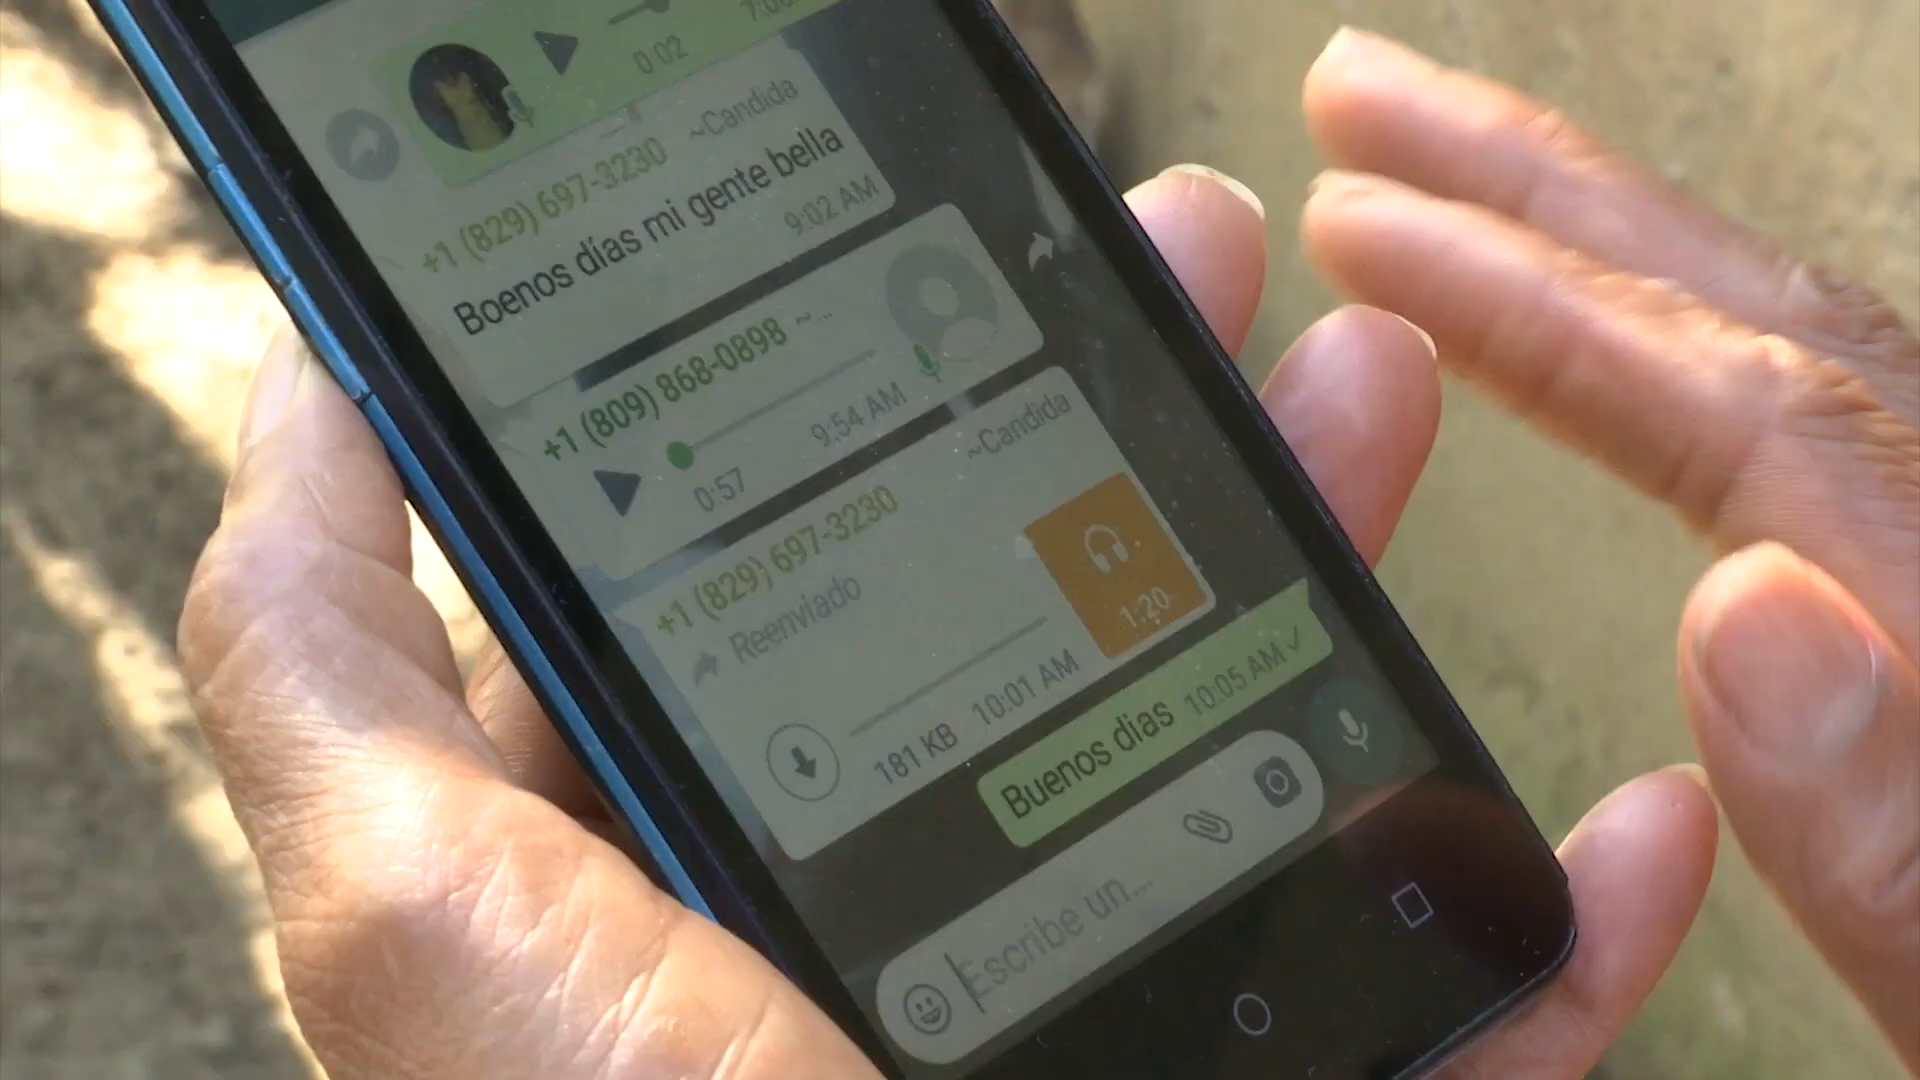 0:02
+1 (829) 697-3230 ~Candida
Boenos días mi gente bella
9:02 AM
+1 (809) 868-0898 ~..
0:57 9:54 AM
+1 (829) 697-3230 ~Candida
Reenviado
1:20
181 KB 10:01 AM
Buenos días 10:05 AM
Escribe un...